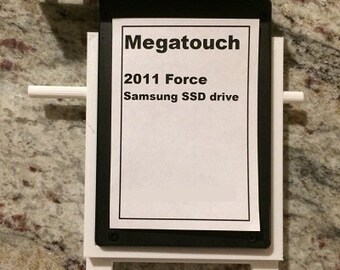 Megatouch
2011 Force
Samsung SSD drive